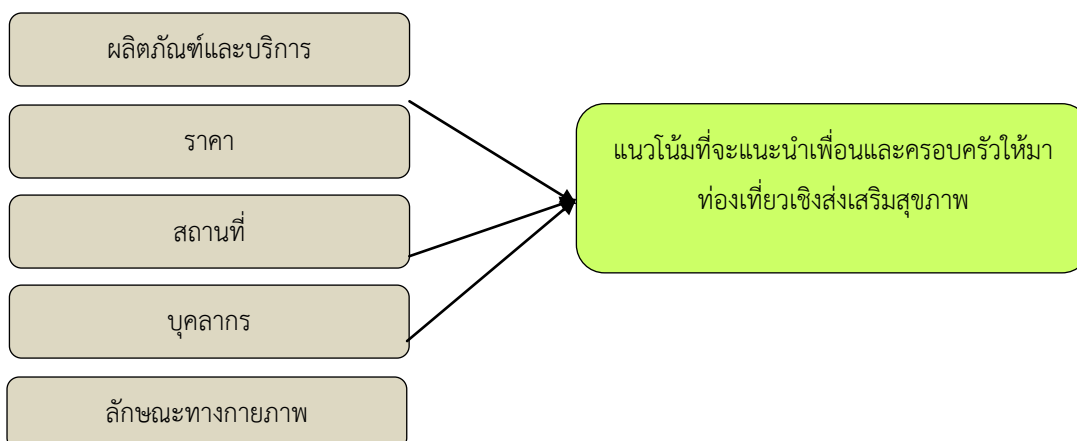 ผลิตภัณฑ์และบริการ
ราคา
สถานที่
บุคลากร
ลักษณะทางกายภาพ
แนวโน้มที่จะแนะนำเพื่อนและครอบครัวให้มา
ท่องเที่ยวเชิงส่งเสริมสุขภาพ